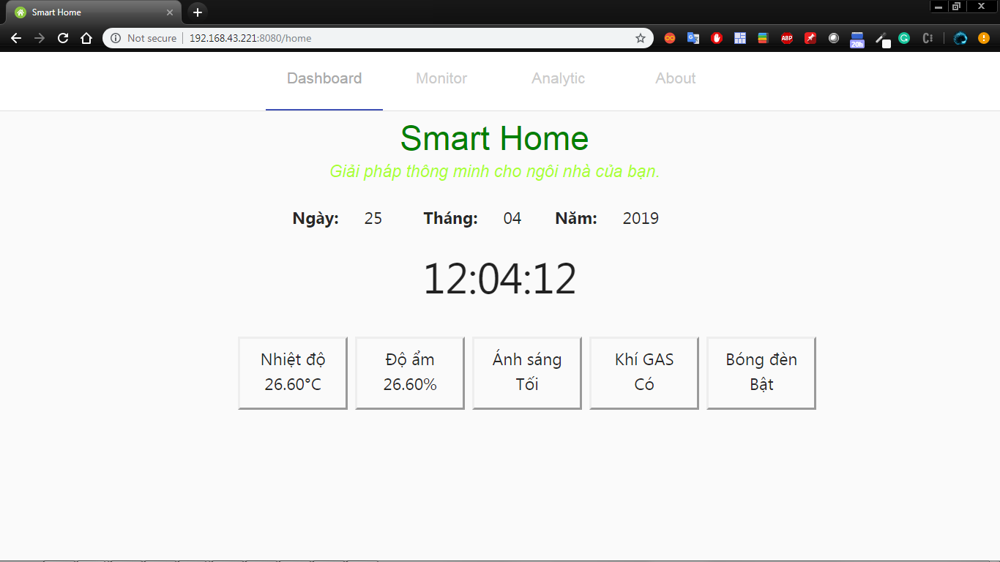 Smart Home
Not secure 192.168.43.221:8080/home
ABP
20h
Dashboard Monitor Analytic About
Smart Home
Giải pháp thông minh cho ngôi nhà của bạn.
Ngày: 25 Tháng: 04 Năm: 2019
12:04:12
Nhiệt độ Độ ẩm Ánh sáng Khí GAS Bóng đèn
26.60°C 26.60% Tối Có Bật